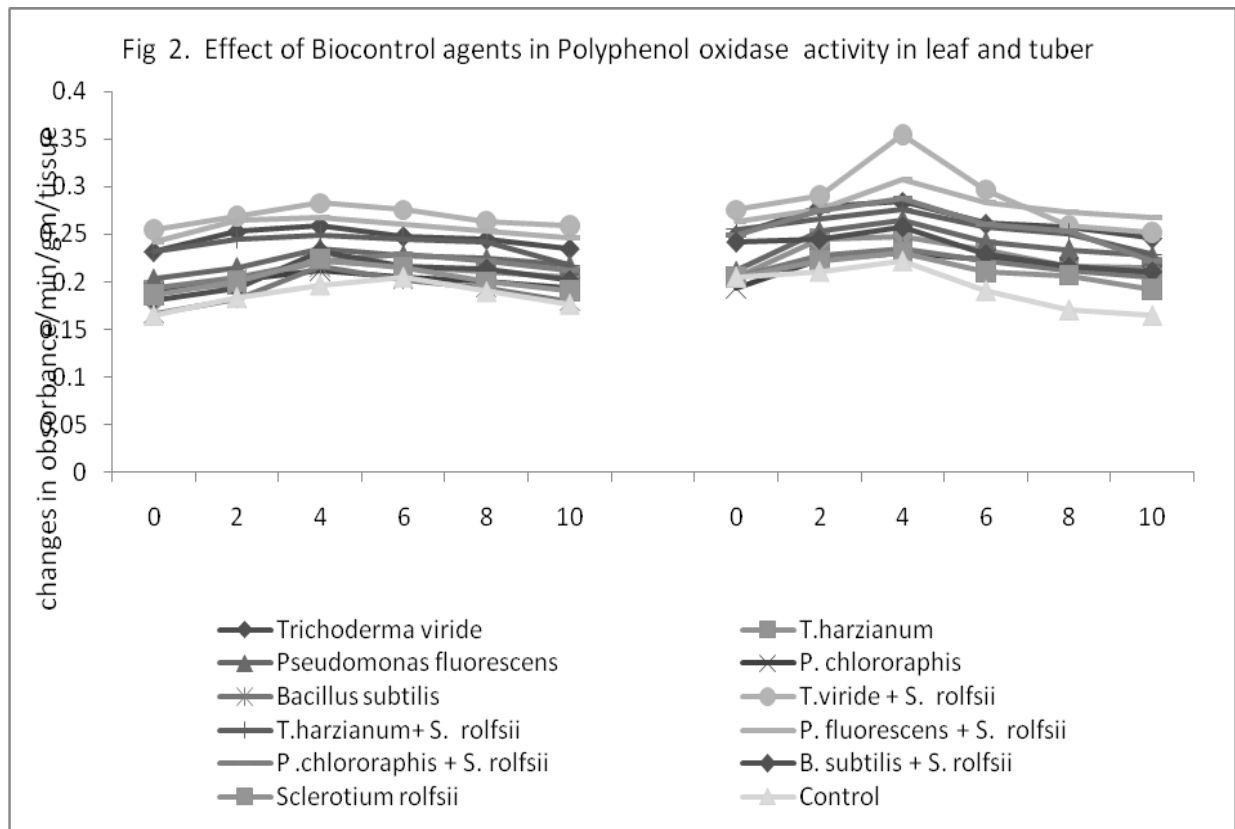 Fig 2. Effect of Biocontrol agents in Polyphenol oxidase activity in leaf and tuber
changes in obsorbance/min/gm/tissue
0.4
0.35
0.3
0.25
0.2
0.15
0.1
0.05
0
0 2 4 6 8 10 0 2 4 6 8 10
Trichoderma viride T.harzianum
Pseudomonas fluorescens P. chlororaphis
Bacillus subtilis T.viride + S. rolfsii
T.harzianum+ S. rolfsii P. fluorescens + S. rolfsii
P .chlororaphis + S. rolfsii B. subtilis + S. rolfsii
Sclerotium rolfsii Control